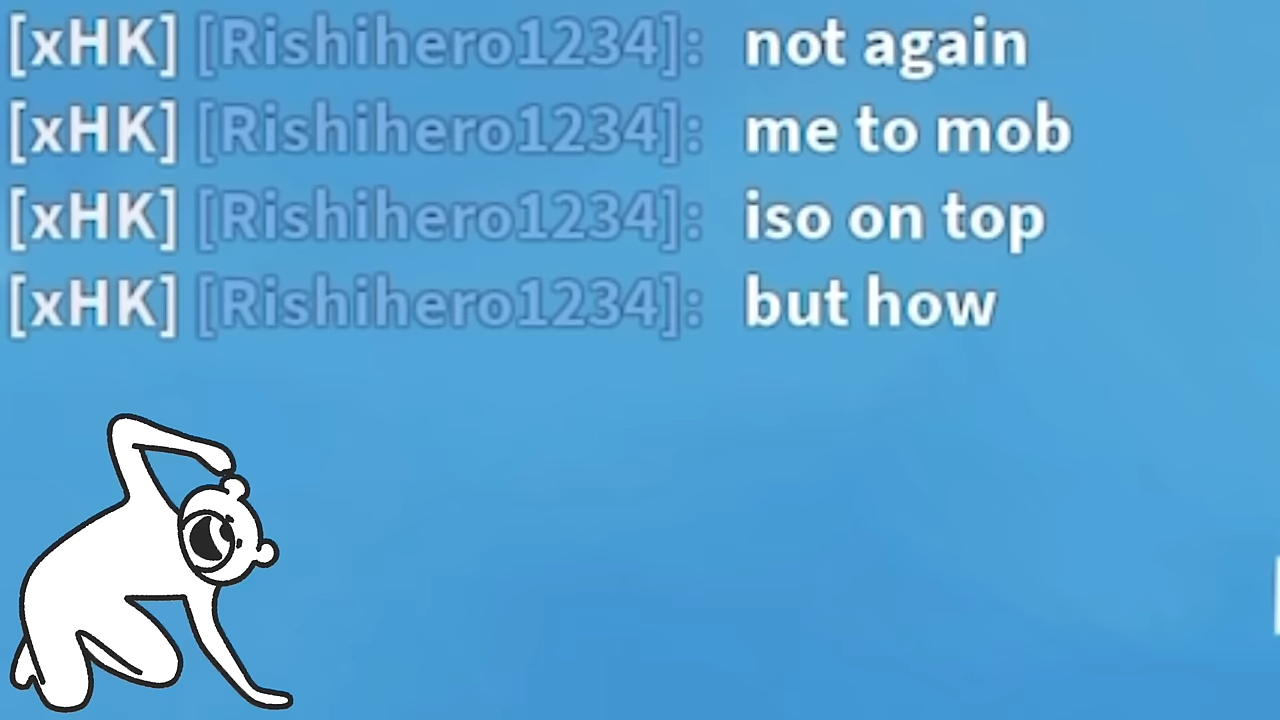 [xHK] [Rishihero1234]: not again
[xHK] [Rishihero1234]: me to mob
[xHK] [Rishihero1234]: iso on top
[xHK] [Rishihero1234]: but how